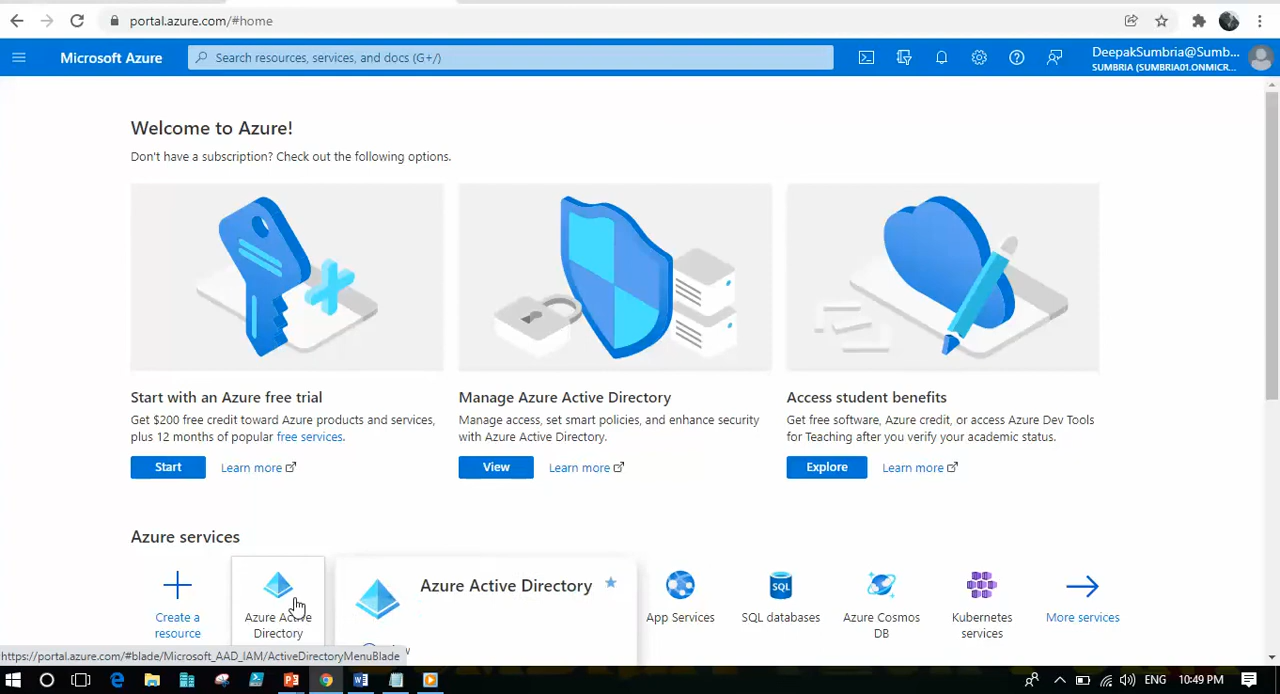 portal.azure.com/#home
Microsoft Azure
Search resources, services, and docs (G+/)
DeepakSumbria@Sumb...
SUMBRIA (SUMBRIA01.ONMICR...
Welcome to Azure!
Don't have a subscription? Check out the following options.
Start with an Azure free trial
Get $200 free credit toward Azure products and services,
plus 12 months of popular free services.
Start
Learn more
Manage Azure Active Directory
Manage access, set smart policies, and enhance security
with Azure Active Directory.
View
Learn more
Access student benefits
Get free software, Azure credit, or access Azure Dev Tools
for Teaching after you verify your academic status.
Explore
Learn more
Azure services
Create a
resource
Azure Active
Directory
Azure Active Directory
App Services
SQL
SQL databases
Azure Cosmos
DB
Kubernetes
services
More services
https://portal.azure.com/#blade/Microsoft_AAD_IAM/ActiveDirectoryMenuBlade
ENG
10:49 PM